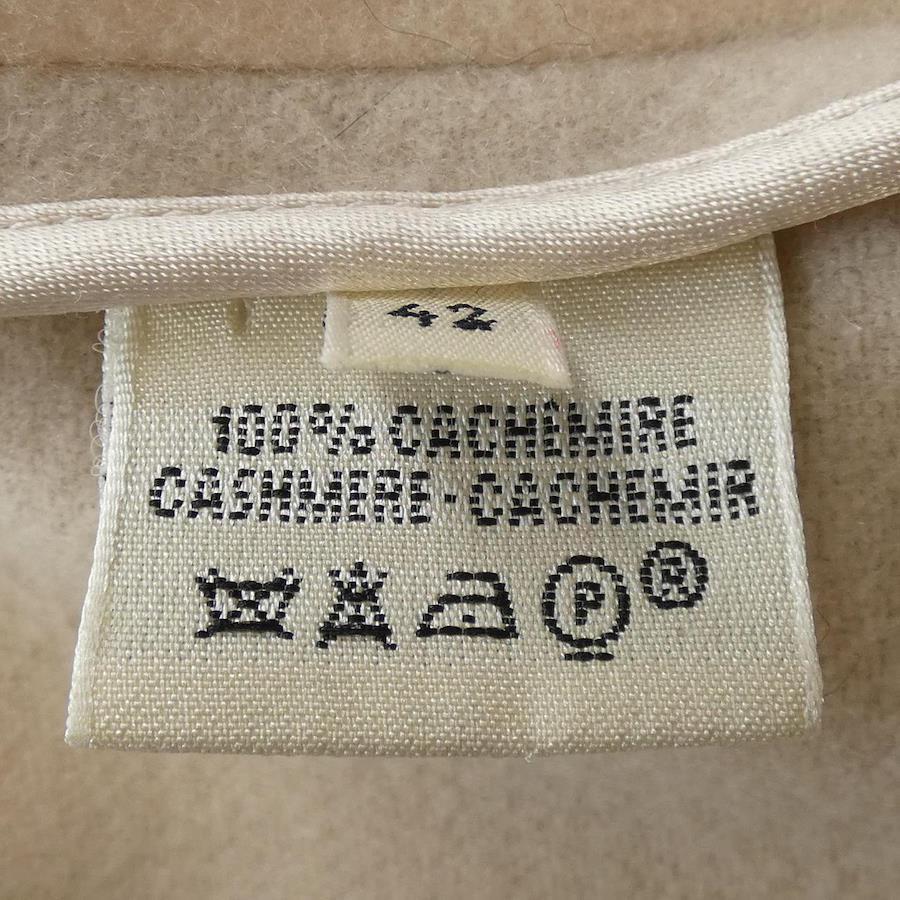 42
100% CACHEMIRE
CASHMERE-CACHEMIR
P ®